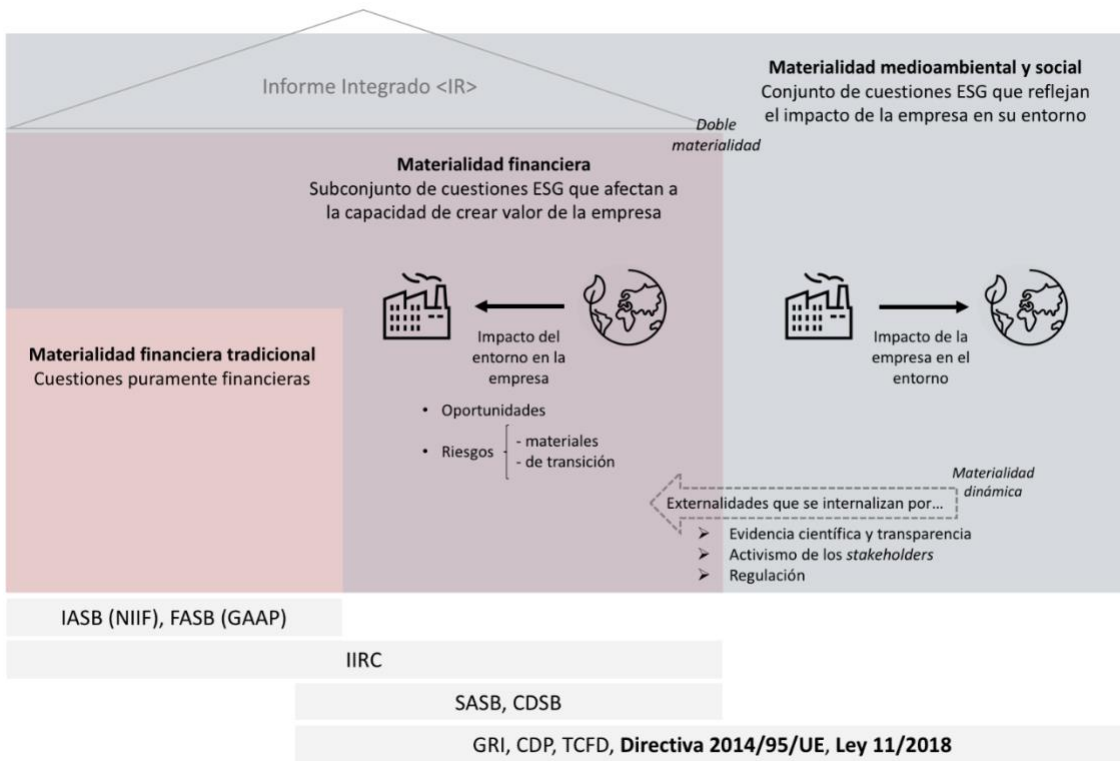 Informe Integrado <IR>
Materialidad medioambiental y social
Conjunto de cuestiones ESG que reflejan
el impacto de la empresa en su entorno
Doble
materialidad
Materialidad financiera
Subconjunto de cuestiones ESG que afectan a
la capacidad de crear valor de la empresa
Materialidad financiera tradicional
Cuestiones puramente financieras
Impacto del
entorno en la
empresa
• Oportunidades
• Riesgos
- materiales
- de transición
Impacto de la
empresa en el
entorno
Materialidad
dinámica
Externalidades que se internalizan por…
➤ Evidencia científica y transparencia
➤ Activismo de los stakeholders
➤ Regulación
IASB (NIIF), FASB (GAAP)
IIRC
SASB, CDSB
GRI, CDP, TCFD, Directiva 2014/95/UE, Ley 11/2018